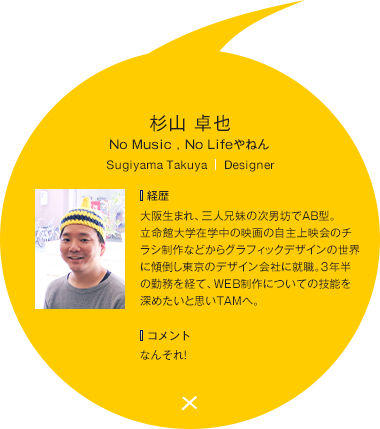 杉山 卓也
No Music , No Lifeやねん
Sugiyama Takuya | Designer
経歴
大阪生まれ、三人兄妹の次男坊でAB型。
立命館大学在学中の映画の自主上映会のチ
ラシ制作などからグラフィックデザインの世界
に傾倒し東京のデザイン会社に就職。3年半
の勤務を経て、WEB制作についての技能を
深めたいと思いTAMへ。
コメント
なんそれ!